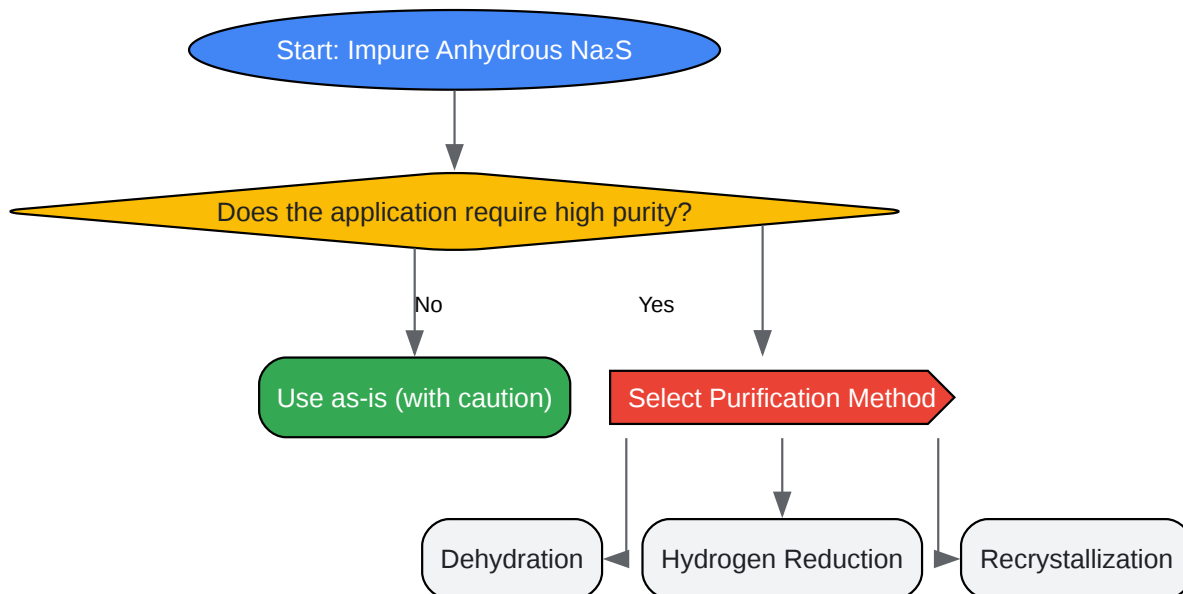 Start: Impure Anhydrous Na₂S
Does the application require high purity?
No
Yes
Use as-is (with caution)
Select Purification Method
Dehydration
Hydrogen Reduction
Recrystallization